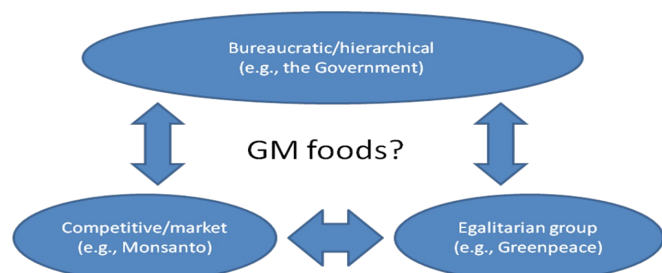 Bureaucratic/hierarchical
(e.g., the Government)
GM foods?
Competitive/market
(e.g., Monsanto)
Egalitarian group
(e.g., Greenpeace)